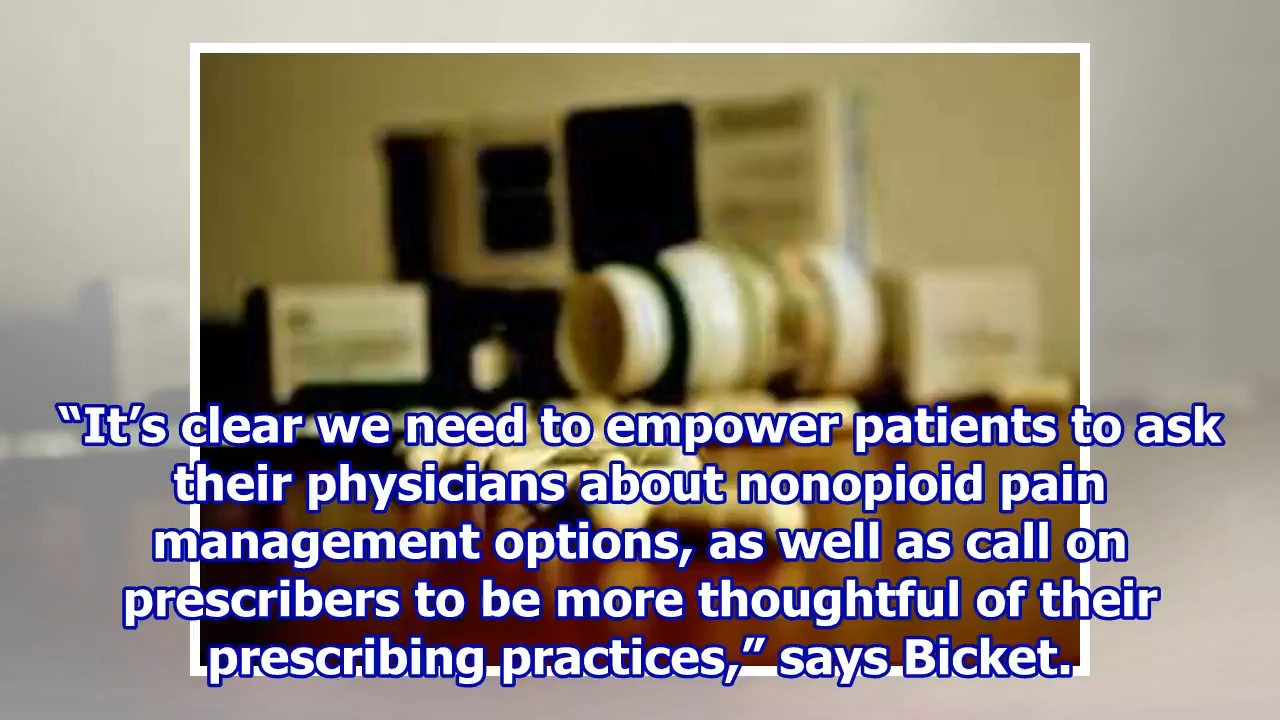 “It’s clear we need to empower patients to ask
their physicians about nonopioid pain
management options, as well as call on
prescribers to be more thoughtful of their
prescribing practices,” says Bicket.